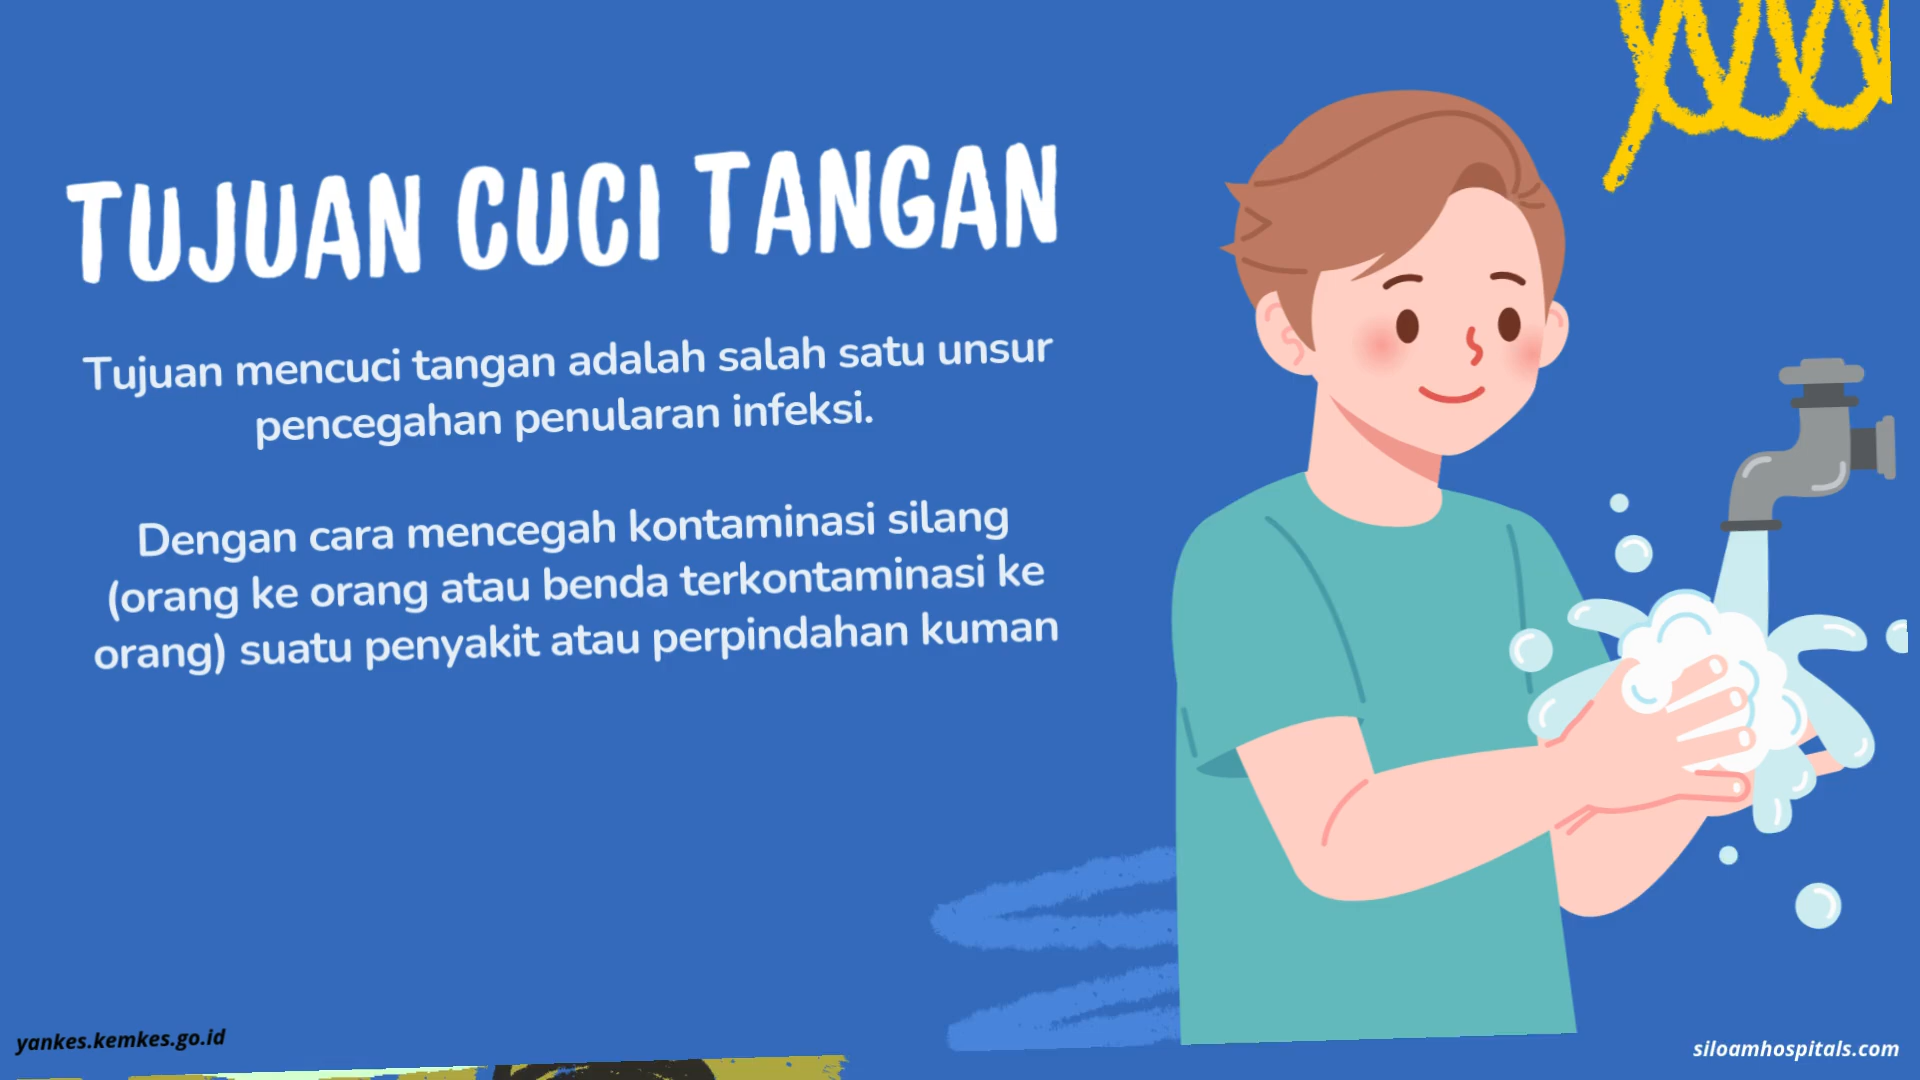 TUJUAN CUCI TANGAN
Tujuan mencuci tangan adalah salah satu unsur
pencegahan penularan infeksi.
Dengan cara mencegah kontaminasi silang
(orang ke orang atau benda terkontaminasi ke
orang) suatu penyakit atau perpindahan kuman
yankes.kemkes.go.id
siloamhospitals.com